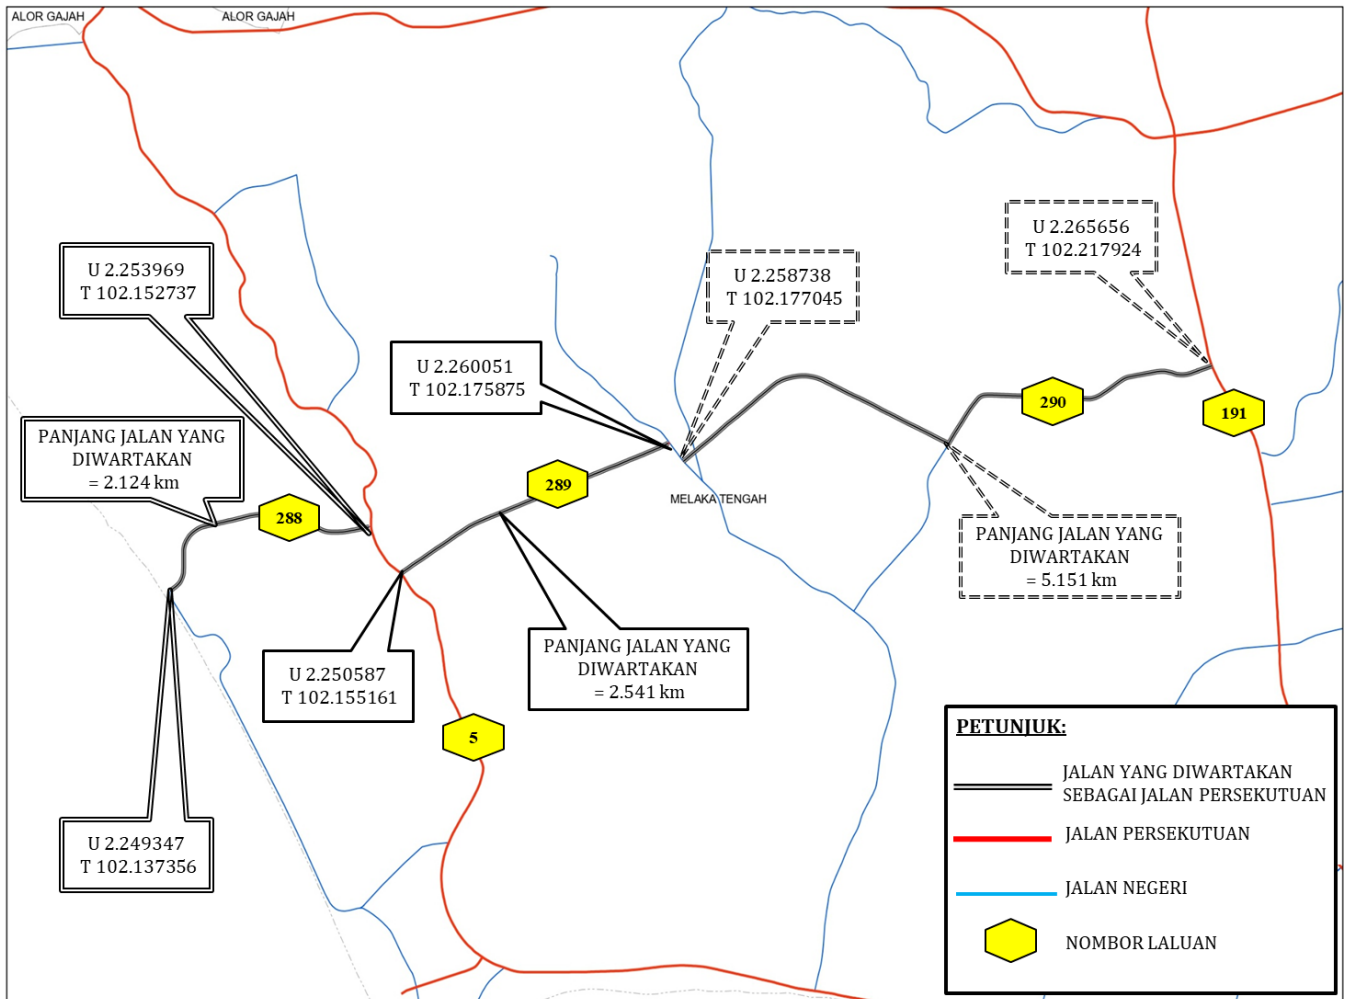 ALOR GAJAH
ALOR GAJAH
U 2.265656
T 102.217924
U 2.253969
T 102.152737
U 2.258738
T 102.177045
U 2.260051
T 102.175875
290
191
PANJANG JALAN YANG
DIWARTAKAN
= 2.124 km
289
MELAKA TENGAH
288
PANJANG JALAN YANG
DIWARTAKAN
= 5.151 km
PANJANG JALAN YANG
DIWARTAKAN
= 2.541 km
U 2.250587
T 102.155161
5
U 2.249347
T 102.137356
PETUNJUK:
JALAN YANG DIWARTAKAN
SEBAGAI JALAN PERSEKUTUAN
JALAN PERSEKUTUAN
JALAN NEGERI
NOMBOR LALUAN